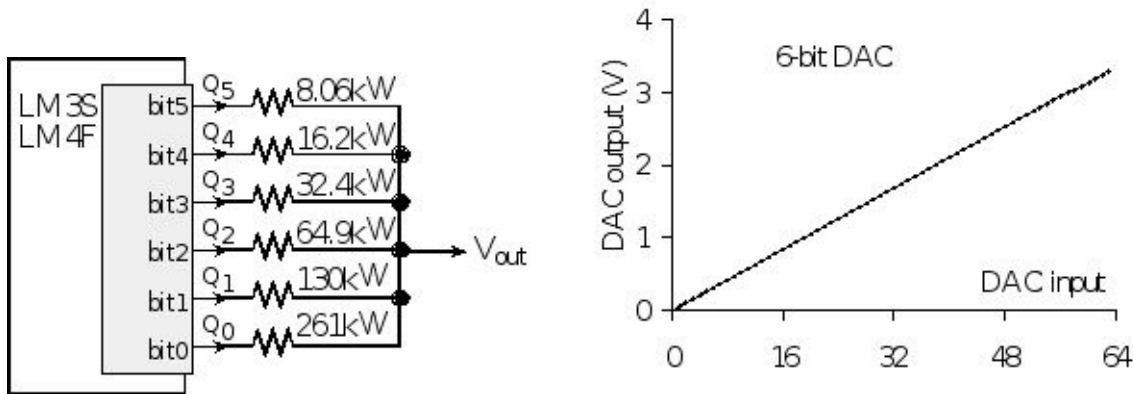 LM3S
LM4F
bit5 Q5 8.06kW
bit4 Q4 16.2kW
bit3 Q3 32.4kW
bit2 Q2 64.9kW
bit1 Q1 130kW
bit0 Q0 261kW
Vout
6-bit DAC
DAC output (V)
4
3
2
1
0
DAC input
0 16 32 48 64